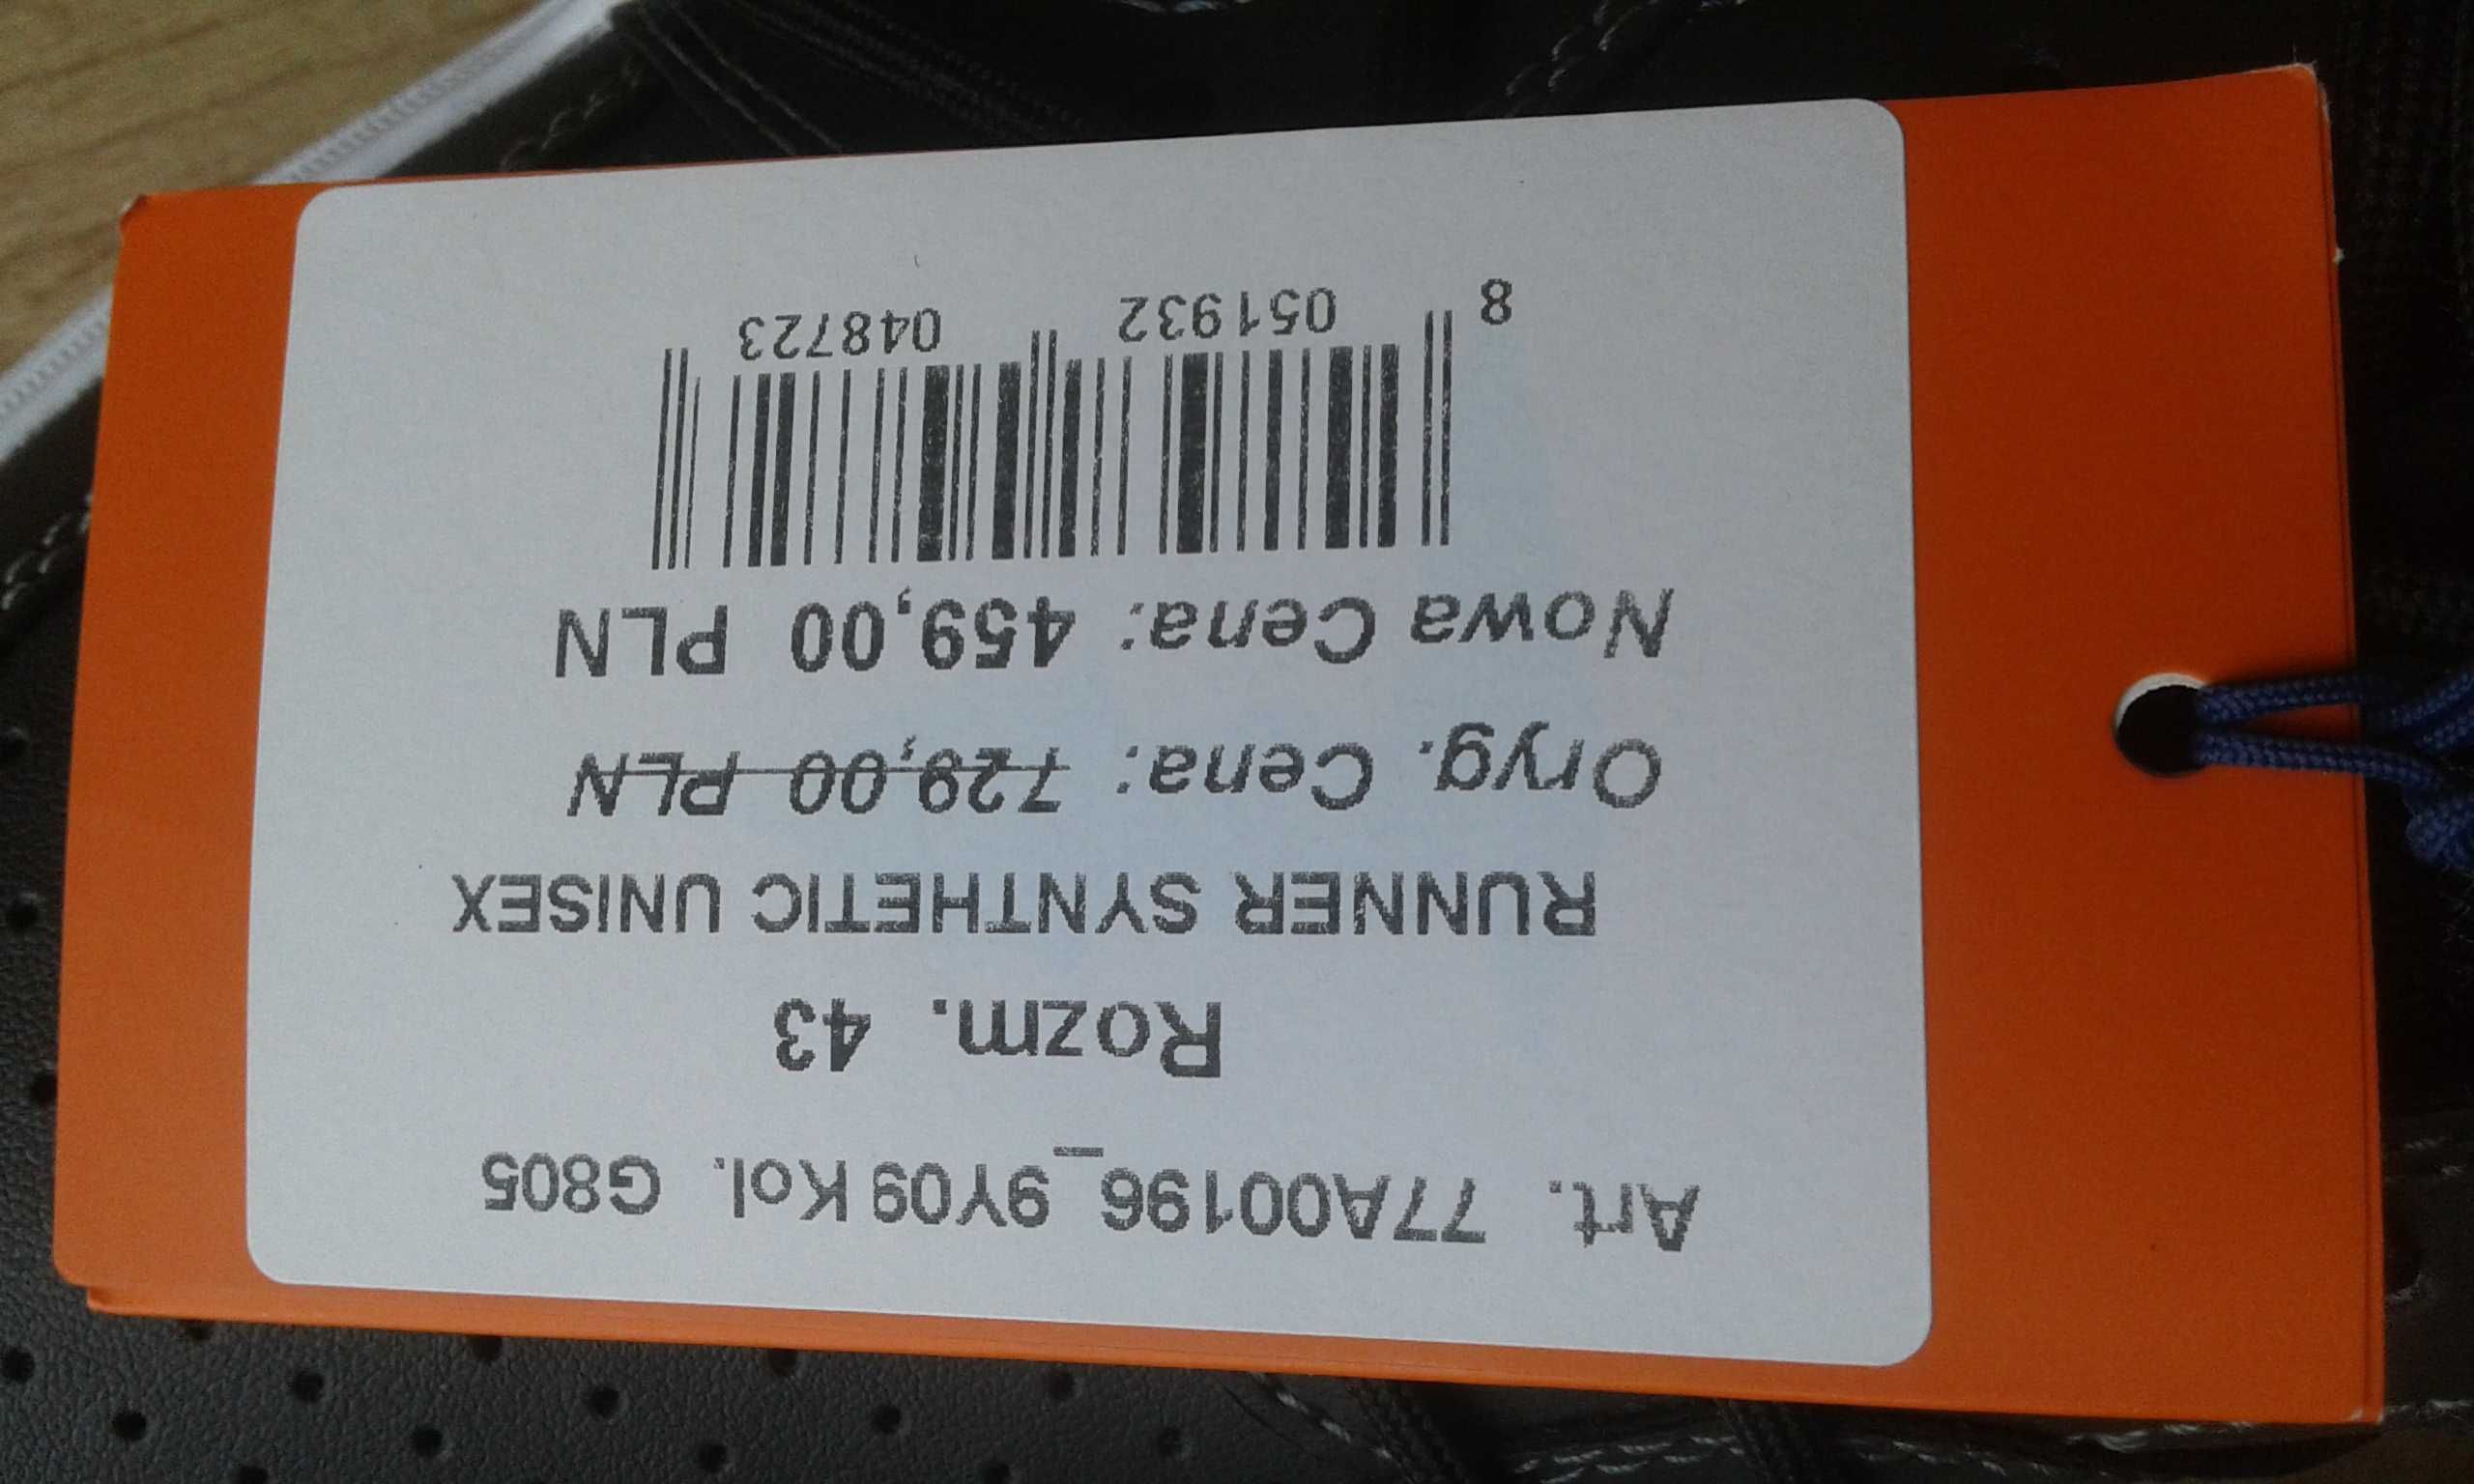 Art. 77A00196_9Y09 Kol. G805
Rozm. 43
RUNNER SYNTHETIC UNISEX
Oryg. Cena: 729,00 PLN
Nowa Cena: 459,00 PLN
8 051932 048723